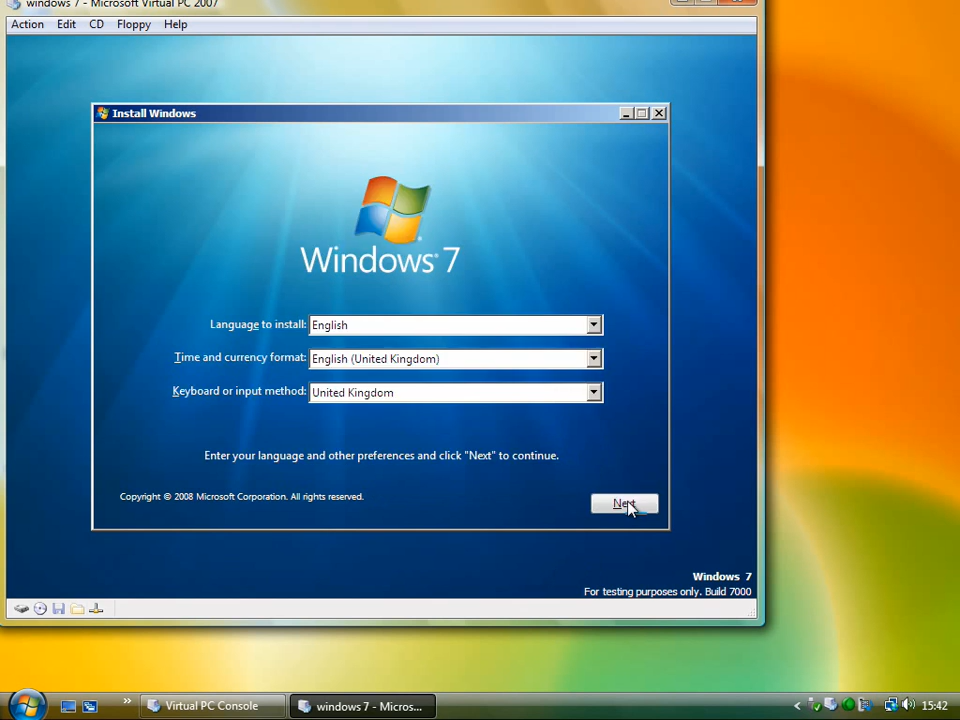 windows 7 - Microsoft Virtual PC 2007
Action Edit CD Floppy Help
Install Windows
Windows 7
Language to install: English
Time and currency format: English (United Kingdom)
Keyboard or input method: United Kingdom
Enter your language and other preferences and click "Next" to continue.
Copyright © 2008 Microsoft Corporation. All rights reserved.
Next
Windows 7
For testing purposes only. Build 7000
» Virtual PC Console windows 7 - Micros... < 15:42